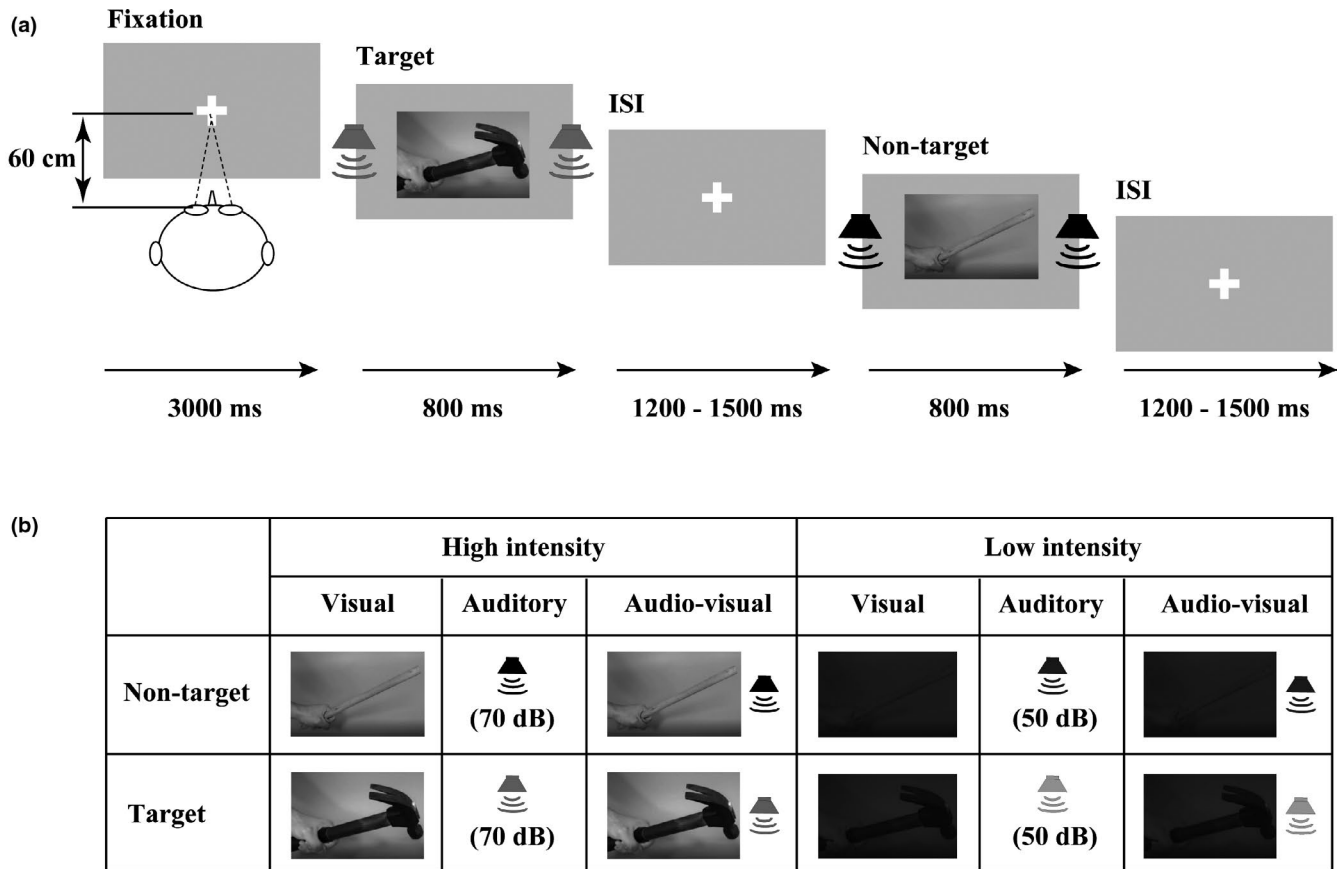 (a)
Fixation
Target
ISI
Non-target
ISI
60 cm
3000 ms
800 ms
1200 - 1500 ms
800 ms
1200 - 1500 ms
(b)
High intensity
Low intensity
Visual
Auditory
Audio-visual
Visual
Auditory
Audio-visual
Non-target
(70 dB)
(50 dB)
Target
(70 dB)
(50 dB)